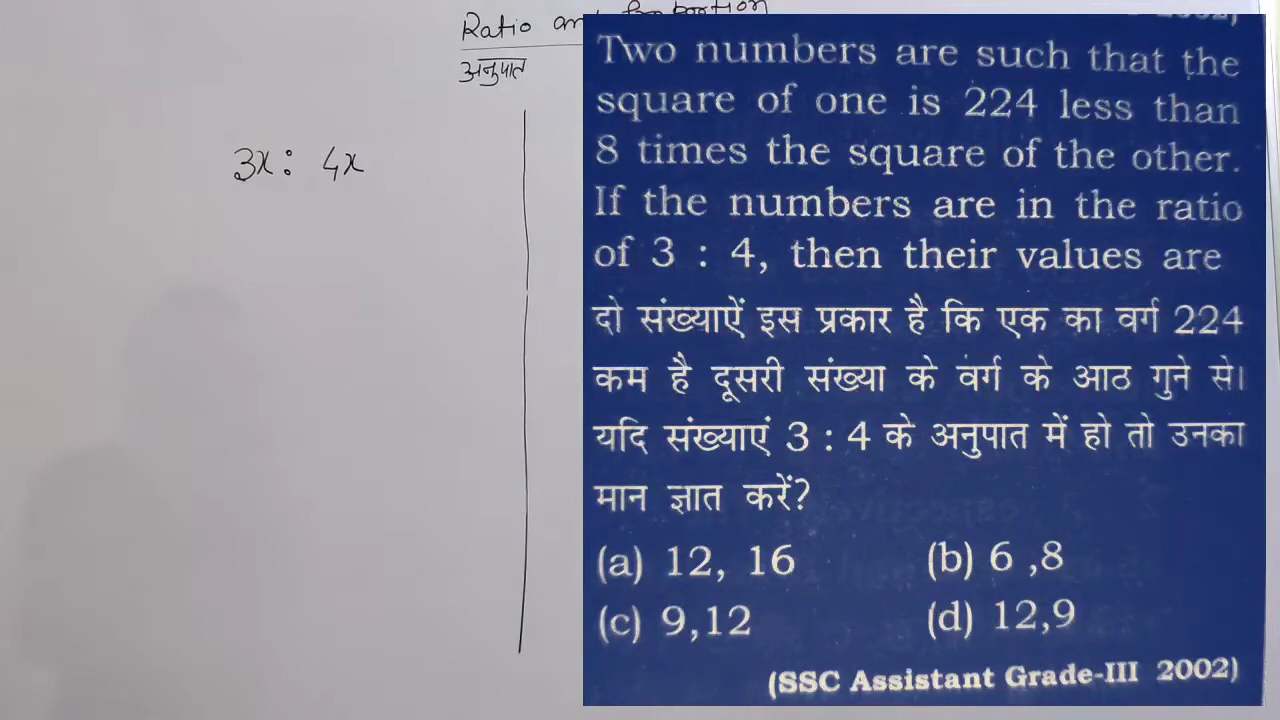 Ratio and
अनुपात
3x : 4x
2002)
Two numbers are such that the
square of one is 224 less than
8 times the square of the other.
If the numbers are in the ratio
of 3 : 4, then their values are
दो संख्याऐं इस प्रकार है कि एक का वर्ग 224
कम है दूसरी संख्या के वर्ग के आठ गुने से।
यदि संख्याएं 3 : 4 के अनुपात में हो तो उनका
मान ज्ञात करें?
(a) 12, 16 (b) 6 ,8
(c) 9,12 (d) 12,9
(SSC Assistant Grade-III 2002)